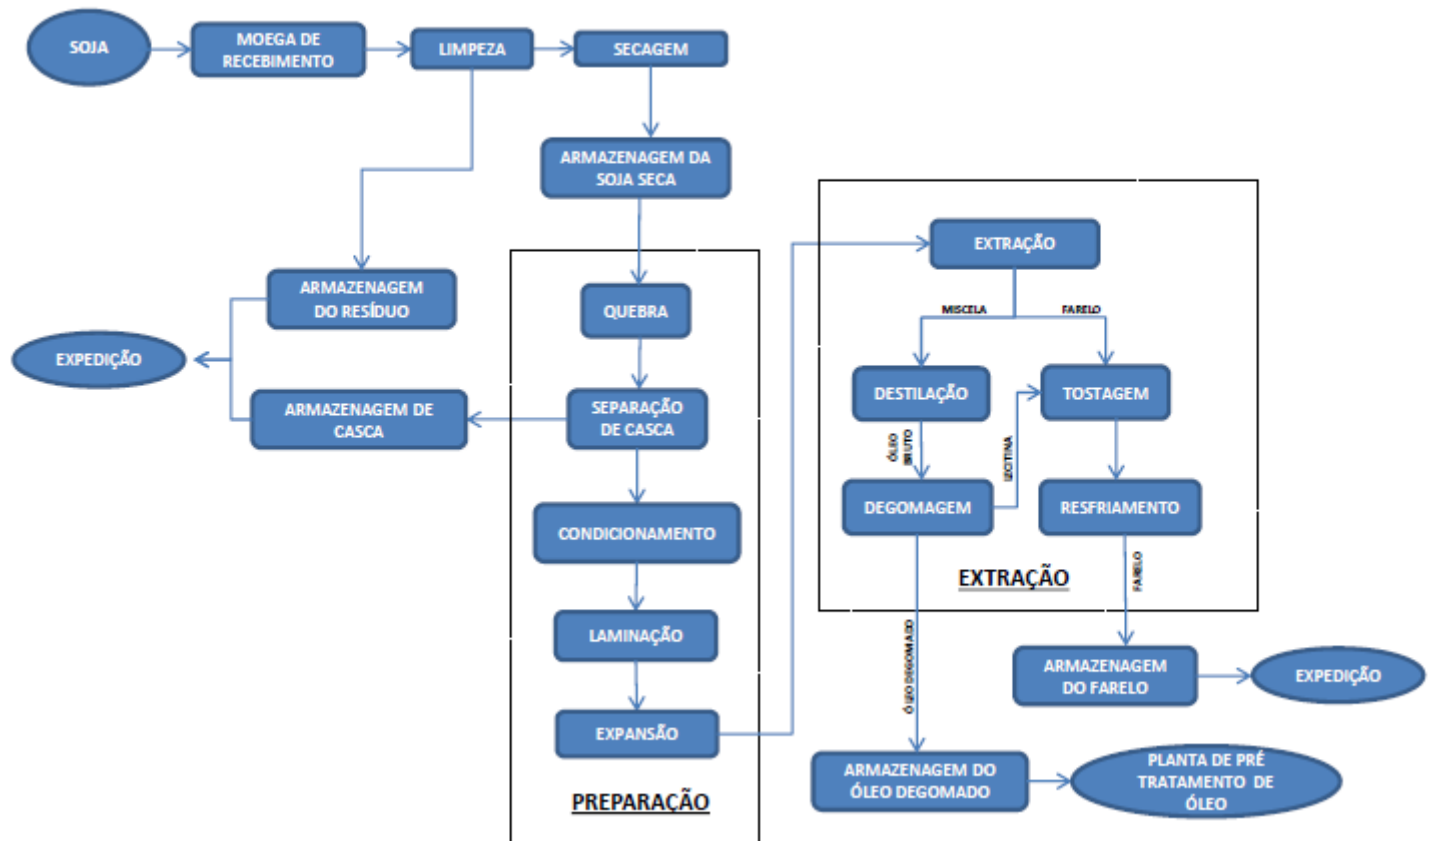 SOJA
MOEGA DE
RECEBIMENTO
LIMPEZA
SECAGEM
ARMAZENAGEM DA
SOJA SECA
ARMAZENAGEM
DO RESÍDUO
EXPEDIÇÃO
ARMAZENAGEM DE
CASCA
QUEBRA
SEPARAÇÃO
DE CASCA
CONDICIONAMENTO
LAMINAÇÃO
EXPANSÃO
PREPARAÇÃO
EXTRAÇÃO
MISCELA
FARELO
DESTILAÇÃO
TOSTAGEM
ÓLEO
BRUTO
DEGOMAGEM
RESFRIAMENTO
EXTRAÇÃO
FARELO
ÓLEO DEGOMADO
ARMAZENAGEM
DO FARELO
EXPEDIÇÃO
ARMAZENAGEM DO
ÓLEO DEGOMADO
PLANTA DE PRÉ
TRATAMENTO DE
ÓLEO